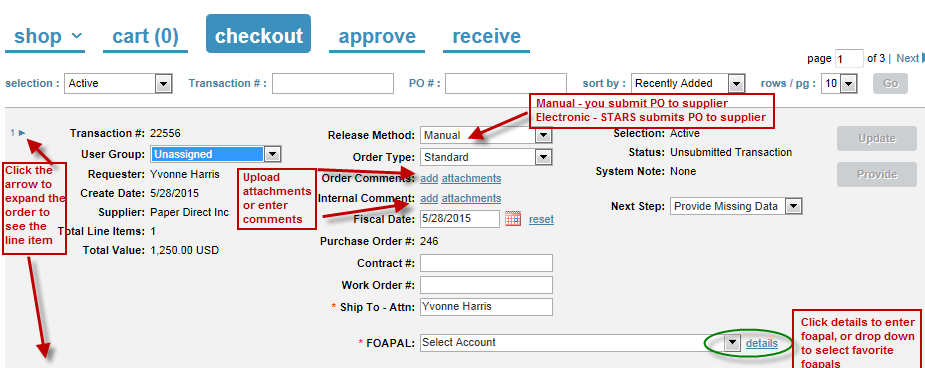 shop cart (0) checkout approve receive
page 1 of 3 | Next
selection : Active Transaction # : PO # : sort by : Recently Added rows / pg : 10 Go
Manual - you submit PO to supplier
Electronic - STARS submits PO to supplier
1 Transaction #: 22556 Release Method: Manual Selection: Active Update
User Group: Unassigned Order Type: Standard Status: Unsubmitted Transaction
Requester: Yvonne Harris Order Comments: add attachments System Note: None Provide
Create Date: 5/28/2015 Internal Comment: add attachments
Supplier: Paper Direct Inc Fiscal Date: 5/28/2015 reset Next Step: Provide Missing Data
Total Line Items: 1 Purchase Order #: 246
Total Value: 1,250.00 USD Contract #:
Work Order #:
* Ship To - Attn: Yvonne Harris
* FOAPAL: Select Account details
Click the
arrow to
expand the
order to
see the
line item
Upload
attachments
or enter
comments
Click details to enter
foapal, or drop down
to select favorite
foapals